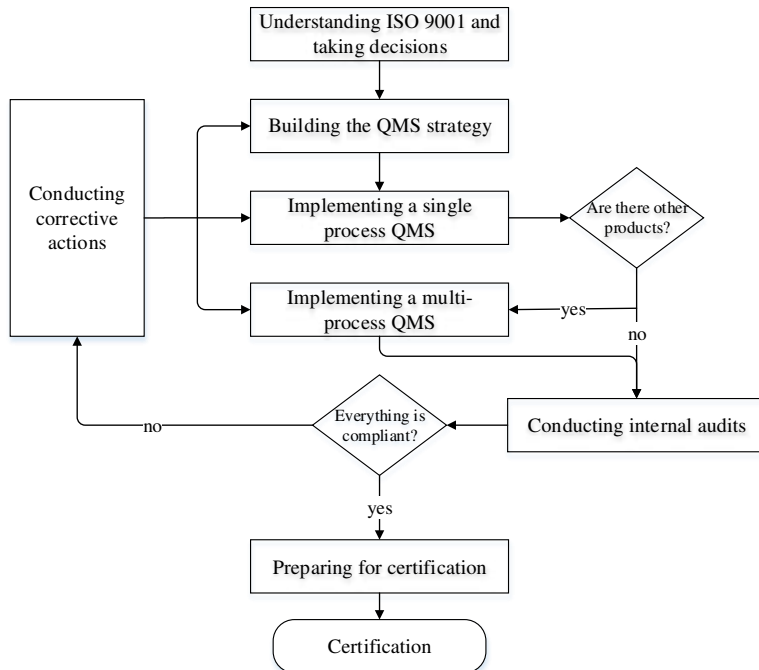 Understanding ISO 9001 and
taking decisions
Building the QMS strategy
Conducting
corrective
actions
Implementing a single
process QMS
Are there other
products?
Implementing a multi-
process QMS
yes
no
Everything is
compliant?
no
Conducting internal audits
yes
Preparing for certification
Certification